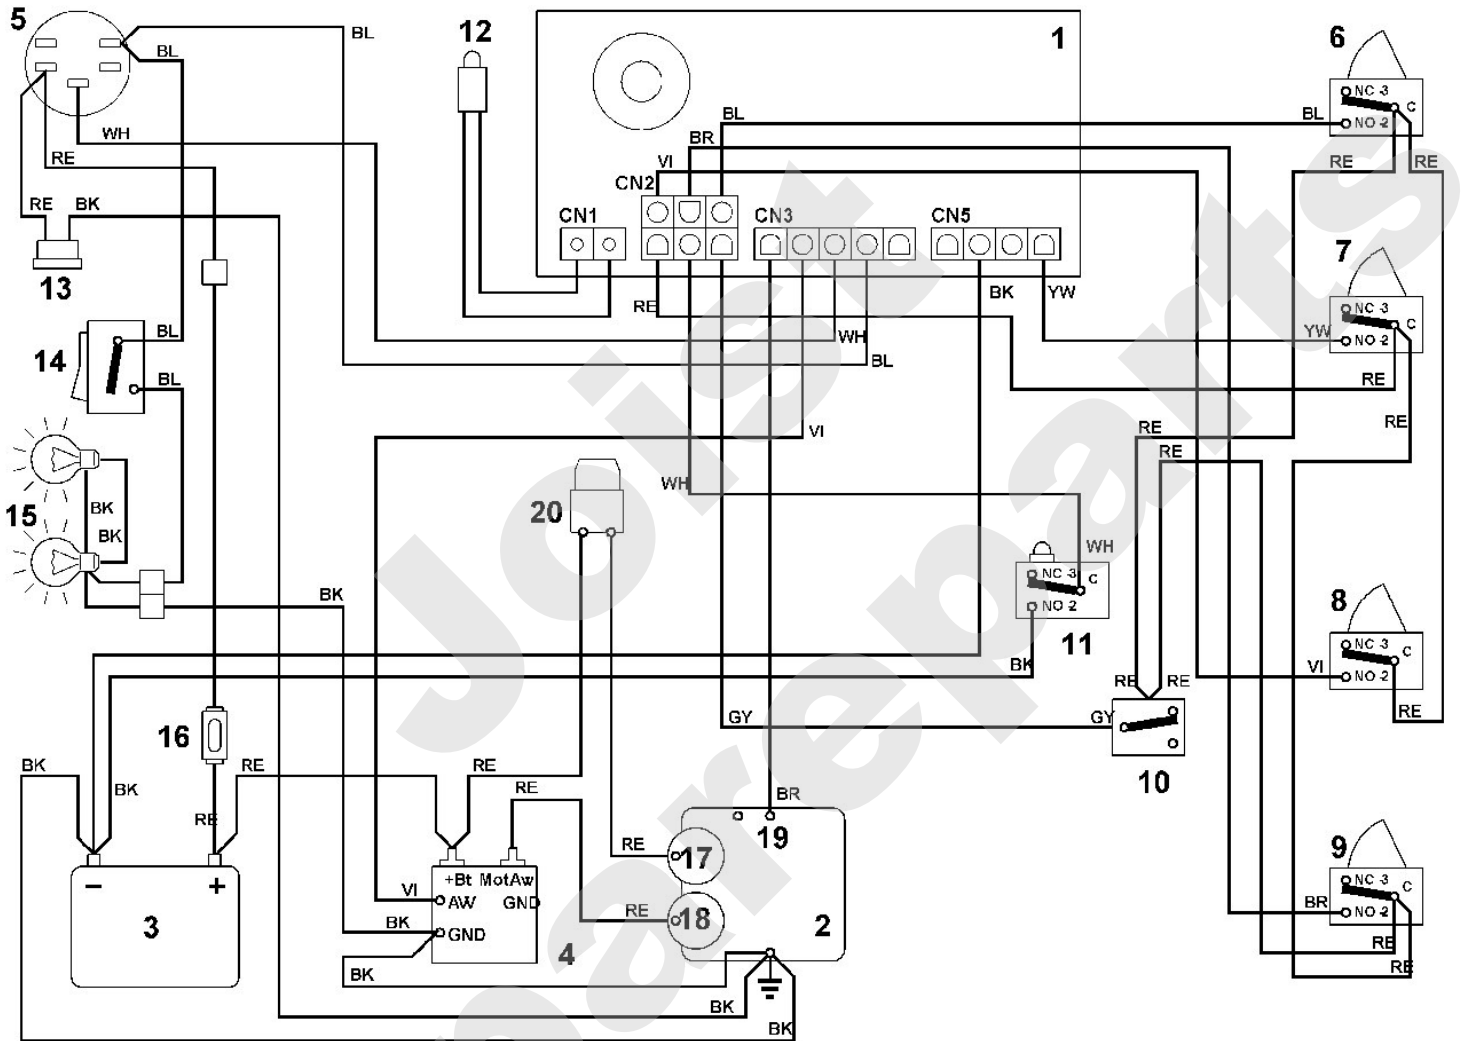 5
BL
12
1
6
BL
NC -3
C
BL
BL
NO -2
WH
BR
RE
VI
RE
RE
CN2
RE
BK
CN1
CN3
CN5
7
13
BK
YW
NC -3
RE
C
BL
WH
YW
NO -2
14
BL
RE
BL
RE
VI
RE
RE
WH
BK
20
15
BK
WH
NC -3
C
BK
NO -2
8
11
NC -3
C
BK
VI
NO -2
RE
RE
RE
GY
GY
16
BK
RE
RE
10
BK
RE
BR
RE
19
RE
9
17
+Bt
MotAw
NC -3
C
−
+
VI
AW
GND
BR
NO -2
RE
18
3
BK
GND
2
4
RE
BK
RE
BK
BK
Joist
spareparts